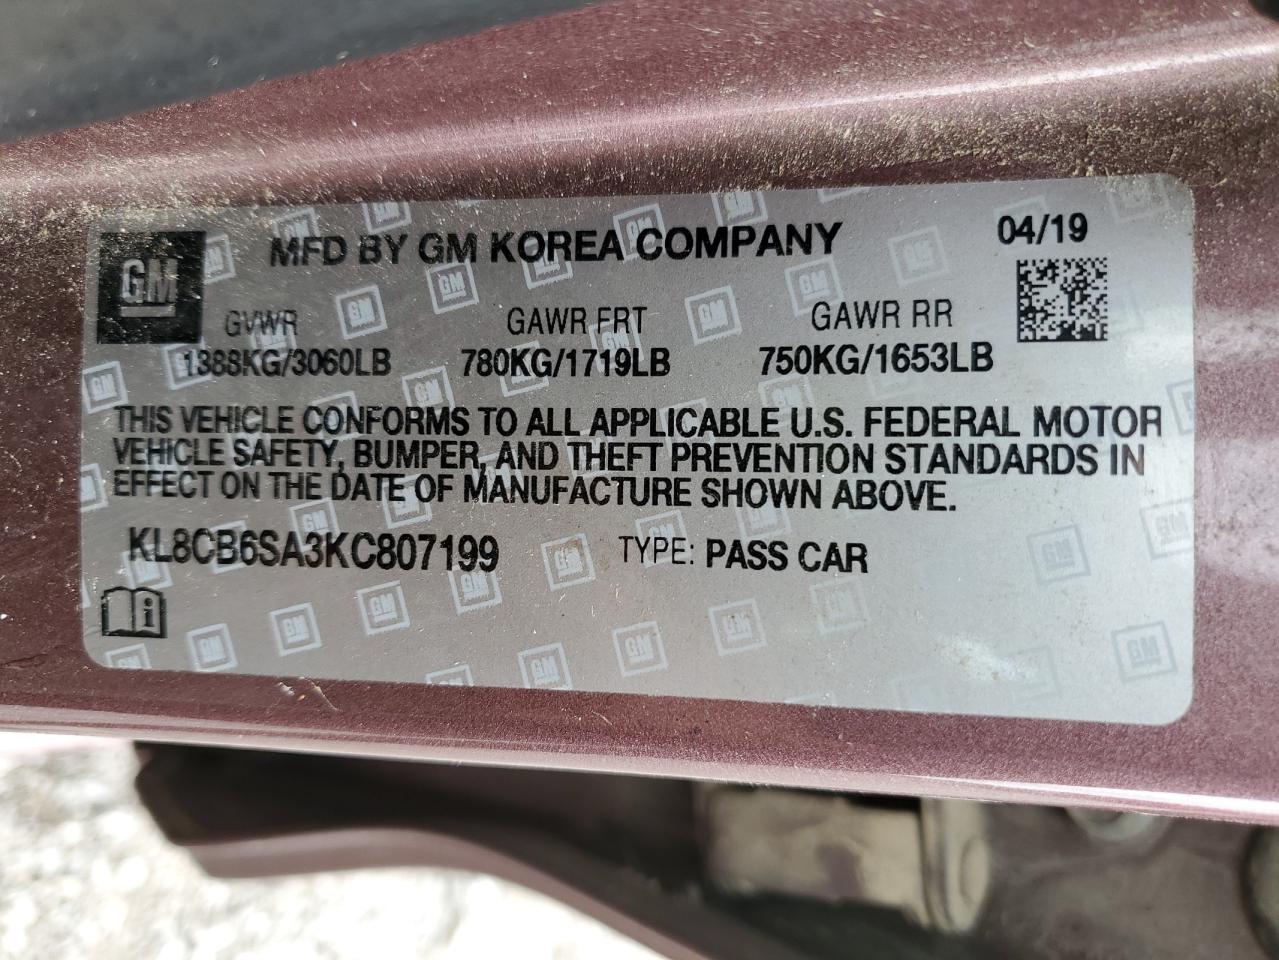 GM
MFD BY GM KOREA COMPANY 04/19
GVWR GAWR FRT GAWR RR
1388KG/3060LB 780KG/1719LB 750KG/1653LB
THIS VEHICLE CONFORMS TO ALL APPLICABLE U.S. FEDERAL MOTOR
VEHICLE SAFETY, BUMPER, AND THEFT PREVENTION STANDARDS IN
EFFECT ON THE DATE OF MANUFACTURE SHOWN ABOVE.
KL8CB6SA3KC807199 TYPE: PASS CAR